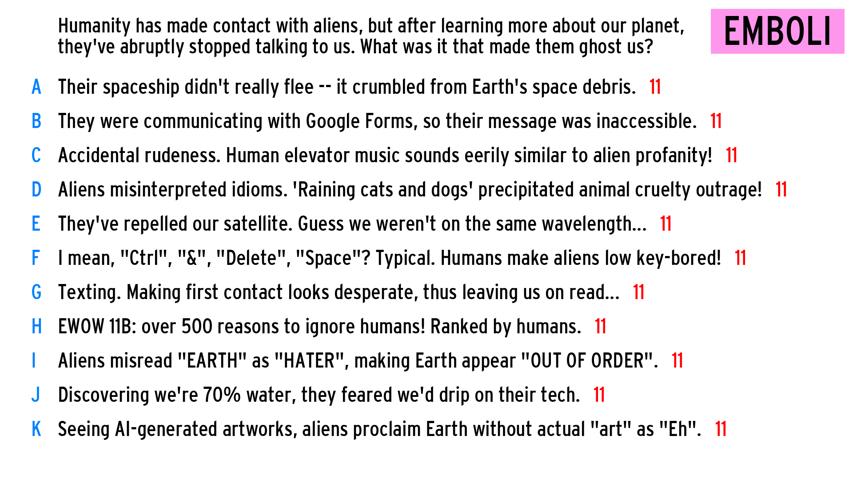 Humanity has made contact with aliens, but after learning more about our planet,
they've abruptly stopped talking to us. What was it that made them ghost us?
EMBOLI
A Their spaceship didn't really flee -- it crumbled from Earth's space debris. 11
B They were communicating with Google Forms, so their message was inaccessible. 11
C Accidental rudeness. Human elevator music sounds eerily similar to alien profanity! 11
D Aliens misinterpreted idioms. 'Raining cats and dogs' precipitated animal cruelty outrage! 11
E They've repelled our satellite. Guess we weren't on the same wavelength... 11
F I mean, "Ctrl", "&", "Delete", "Space"? Typical. Humans make aliens low key-bored! 11
G Texting. Making first contact looks desperate, thus leaving us on read... 11
H EWOW 11B: over 500 reasons to ignore humans! Ranked by humans. 11
I Aliens misread "EARTH" as "HATER", making Earth appear "OUT OF ORDER". 11
J Discovering we're 70% water, they feared we'd drip on their tech. 11
K Seeing AI-generated artworks, aliens proclaim Earth without actual "art" as "Eh". 11